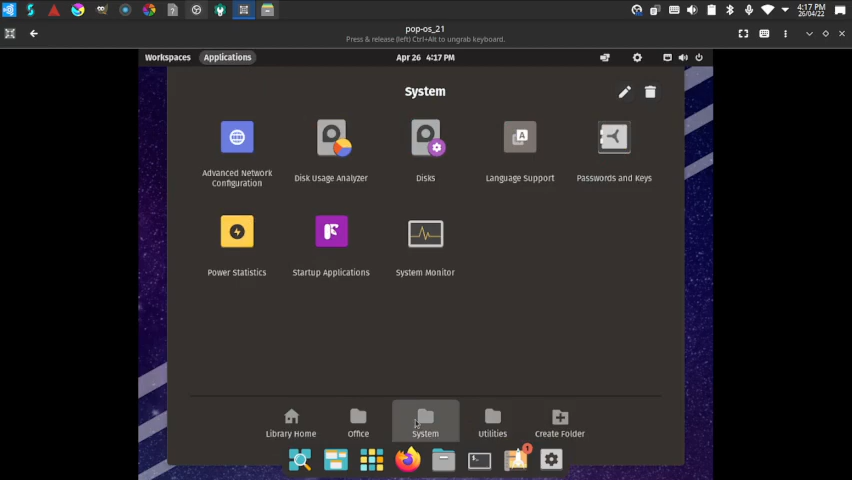 4:17 PM
26/04/22
pop-os_21
Press & release (left) Ctrl+Alt to ungrab keyboard.
Workspaces Applications Apr 26 4:17 PM
System
Advanced Network
Configuration
Disk Usage Analyzer
Disks
Language Support
Passwords and Keys
Power Statistics
Startup Applications
System Monitor
Library Home
Office
System
Utilities
Create Folder
1